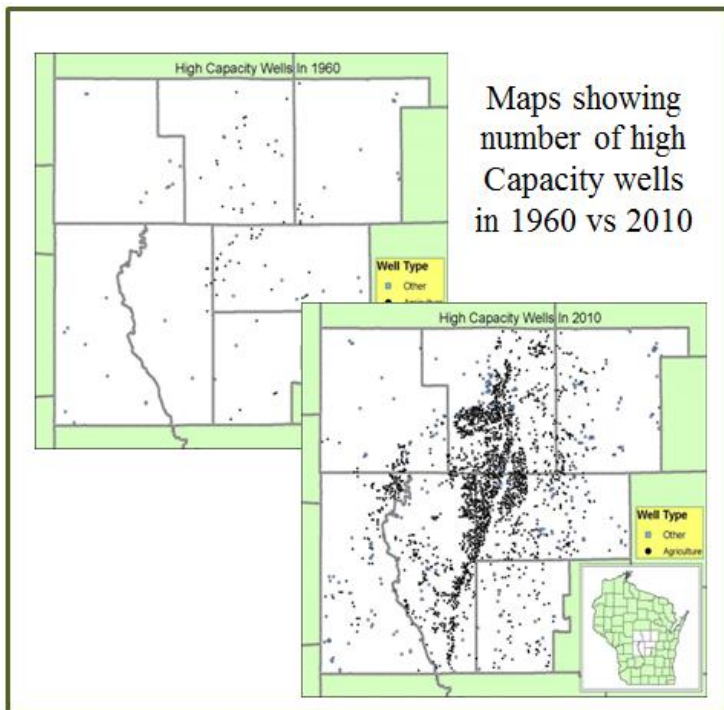 High Capacity Wells In 1960
Maps showing
number of high
Capacity wells
in 1960 vs 2010
Well Type
Other
High Capacity Wells In 2010
Well Type
Other
Agriculture